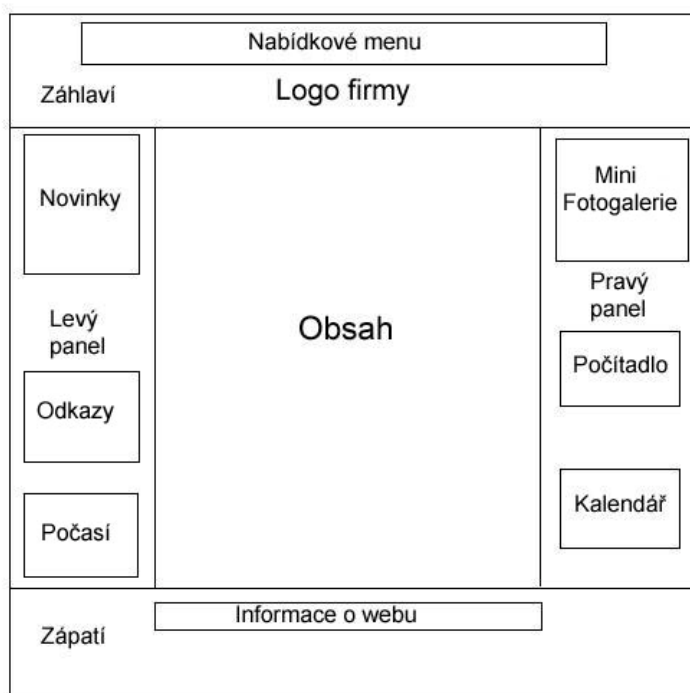 Nabídkové menu
Záhlaví
Logo firmy
Novinky
Levý
panel
Odkazy
Počasí
Obsah
Mini
Fotogalerie
Pravý
panel
Počítadlo
Kalendář
Informace o webu
Zápatí